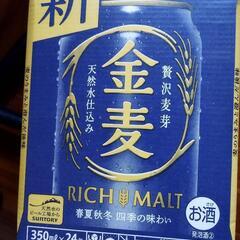 新
贅沢麦芽
金麦
天然水仕込み
RICH MALT
春夏秋冬 四季の味わい
お酒
発泡酒②
天然水の
ビール工場から
SUNTORY
350ml×24